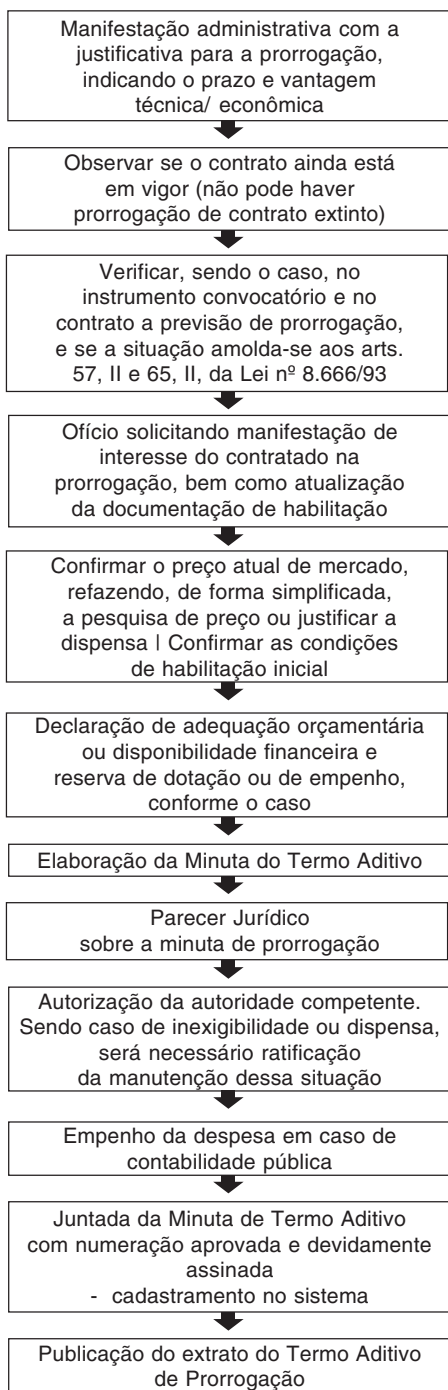 Manifestação administrativa com a
justificativa para a prorrogação,
indicando o prazo e vantagem
técnica/ econômica
Observar se o contrato ainda está
em vigor (não pode haver
prorrogação de contrato extinto)
Verificar, sendo o caso, no
instrumento convocatório e no
contrato a previsão de prorrogação,
e se a situação amolda-se aos arts.
57, II e 65, II, da Lei nº 8.666/93
Ofício solicitando manifestação de
interesse do contratado na
prorrogação, bem como atualização
da documentação de habilitação
Confirmar o preço atual de mercado,
refazendo, de forma simplificada,
a pesquisa de preço ou justificar a
dispensa | Confirmar as condições
de habilitação inicial
Declaração de adequação orçamentária
ou disponibilidade financeira e
reserva de dotação ou de empenho,
conforme o caso
Elaboração da Minuta do Termo Aditivo
Parecer Jurídico
sobre a minuta de prorrogação
Autorização da autoridade competente.
Sendo caso de inexigibilidade ou dispensa,
será necessário ratificação
da manutenção dessa situação
Empenho da despesa em caso de
contabilidade pública
Juntada da Minuta de Termo Aditivo
com numeração aprovada e devidamente
assinada
- cadastramento no sistema
Publicação do extrato do Termo Aditivo
de Prorrogação